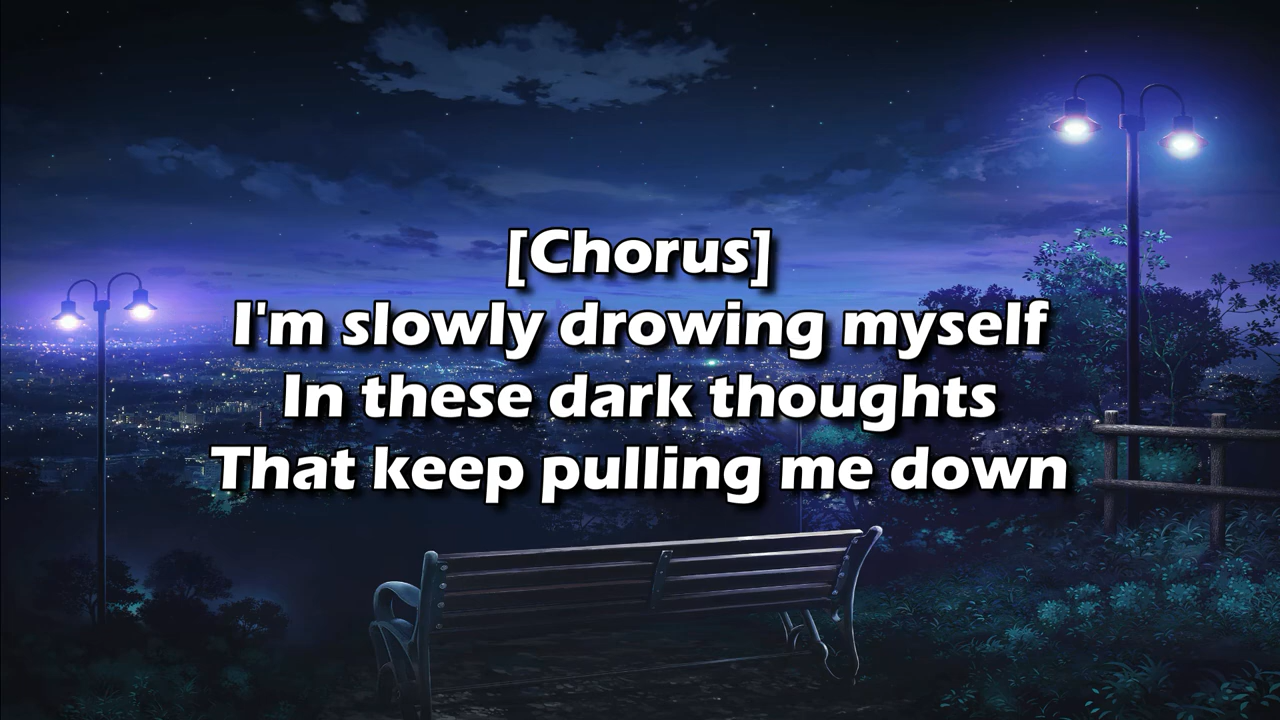 [Chorus]
I'm slowly drowing myself
In these dark thoughts
That keep pulling me down